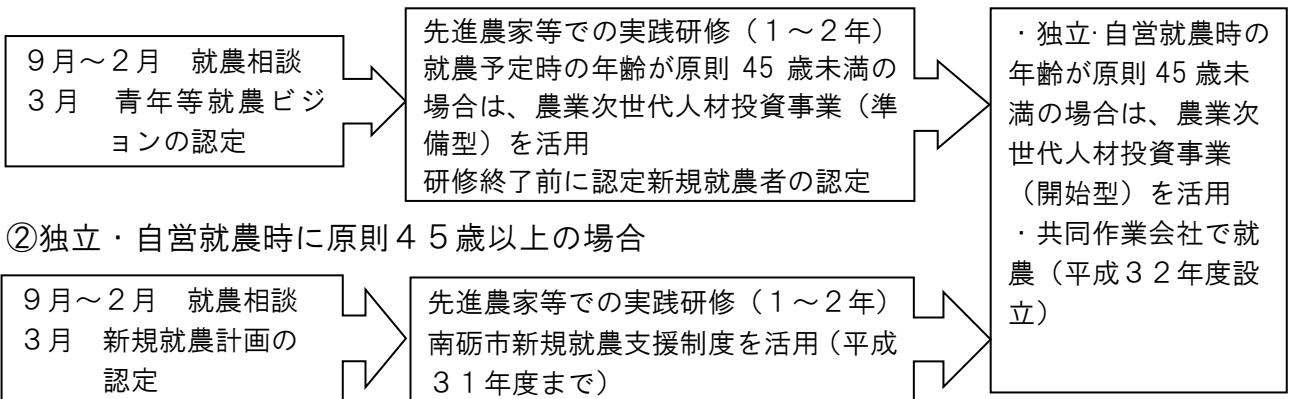 ９月～２月　就農相談
３月　青年等就農ビジ
ョンの認定
先進農家等での実践研修（１～２年）
就農予定時の年齢が原則 45 歳未満の
場合は、農業次世代人材投資事業（準
備型）を活用
研修終了前に認定新規就農者の認定
・独立･自営就農時の
年齢が原則 45 歳未
満の場合は、農業次
世代人材投資事業
（開始型）を活用
・共同作業会社で就
農（平成３２年度設
立）
②独立・自営就農時に原則４５歳以上の場合
９月～２月　就農相談
３月　新規就農計画の
認定
先進農家等での実践研修（１～２年）
南砺市新規就農支援制度を活用（平成
３１年度まで）